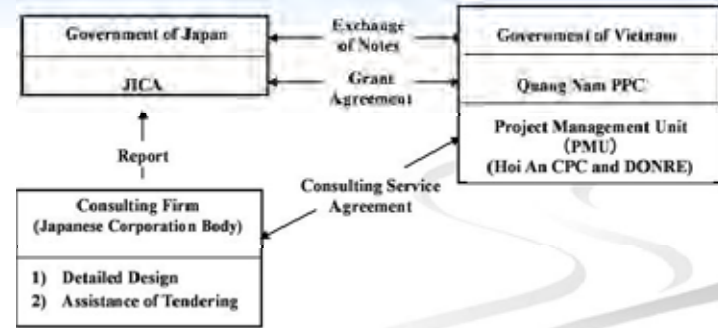 Government of Japan
JICA
Exchange
of Notes
Grant
Agreement
Government of Vietnam
Quang Nam PPC
Project Management Unit
(PMU)
(Hoi An CPC and DONRE)
Report
Consulting Service
Agreement
Consulting Firm
(Japanese Corporation Body)
1) Detailed Design
2) Assistance of Tendering